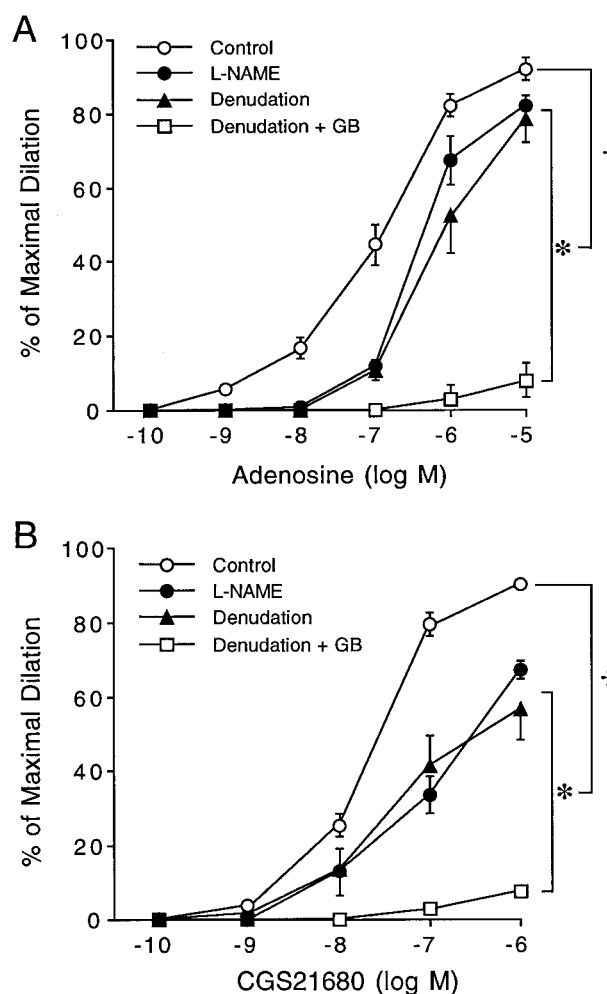 A
100
80
60
40
20
0
% of Maximal Dilation
Control
L-NAME
Denudation
Denudation + GB
*
-10 -9 -8 -7 -6 -5
Adenosine (log M)
B
100
80
60
40
20
0
% of Maximal Dilation
Control
L-NAME
Denudation
Denudation + GB
*
-10 -9 -8 -7 -6
CGS21680 (log M)